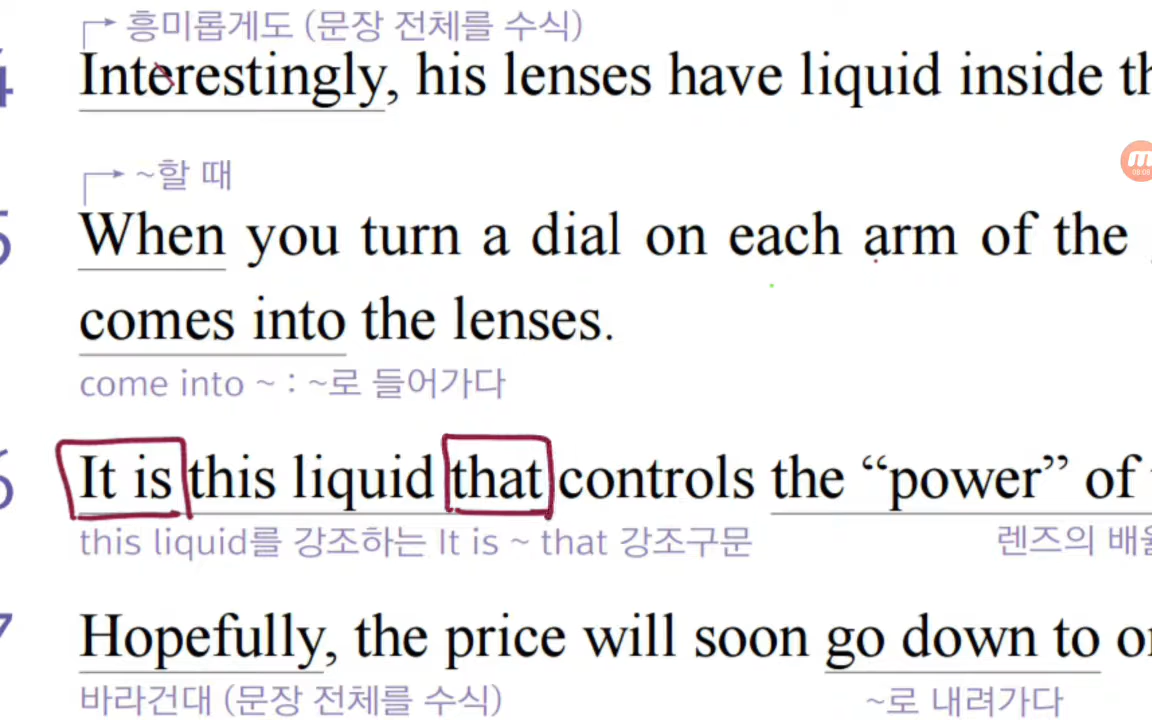 흥미롭게도 (문장 전체를 수식)
4 Interestingly, his lenses have liquid inside
~할 때
5 When you turn a dial on each arm of the
comes into the lenses.
come into ~ : ~로 들어가다
6 It is this liquid that controls the “power” of
this liquid를 강조하는 It is ~ that 강조구문 렌즈의
7 Hopefully, the price will soon go down to
바라건대 (문장 전체를 수식) ~로 내려가다